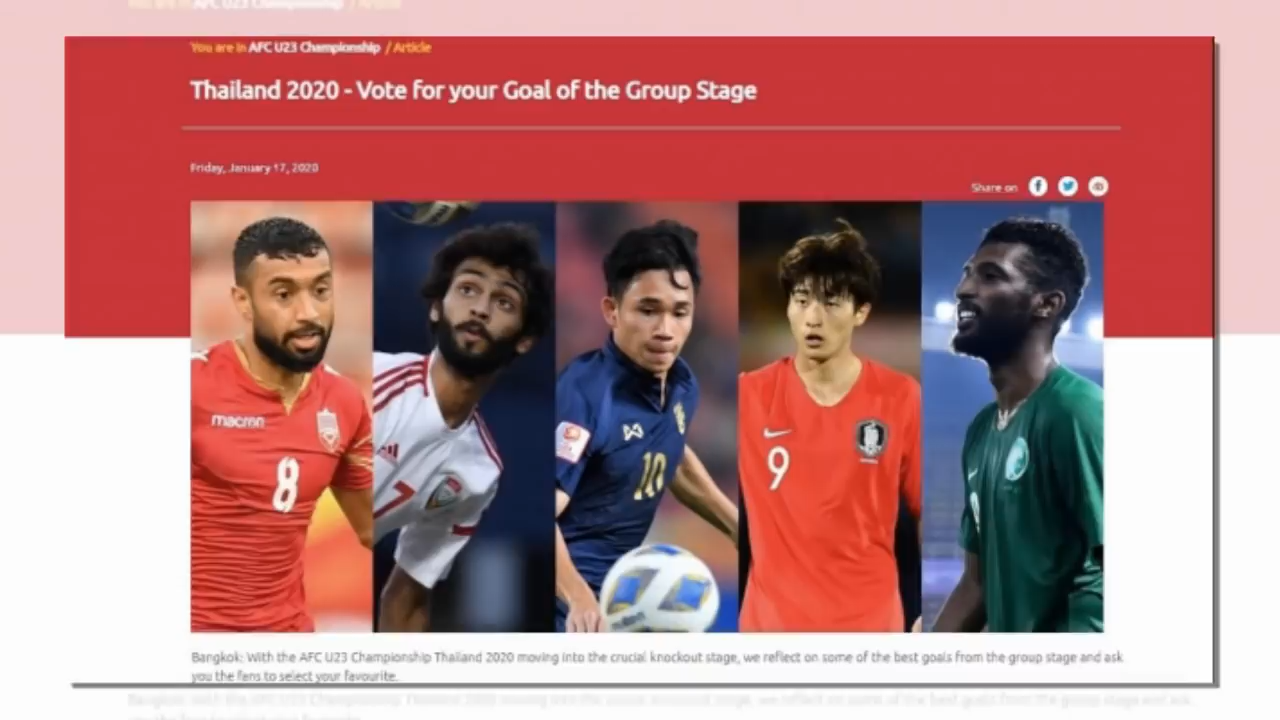 You are in AFC U23 Championship / Article
Thailand 2020 - Vote for your Goal of the Group Stage
Friday, January 17, 2020
Share on
macron
8
7
10
9
Bangkok: With the AFC U23 Championship Thailand 2020 moving into the crucial knockout stage, we reflect on some of the best goals from the group stage and ask
you the fans to select your favourite.